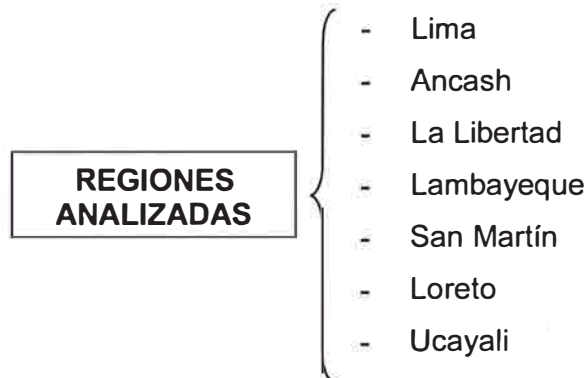 REGIONES
ANALIZADAS
- Lima
- Ancash
- La Libertad
- Lambayeque
- San Martín
- Loreto
- Ucayali